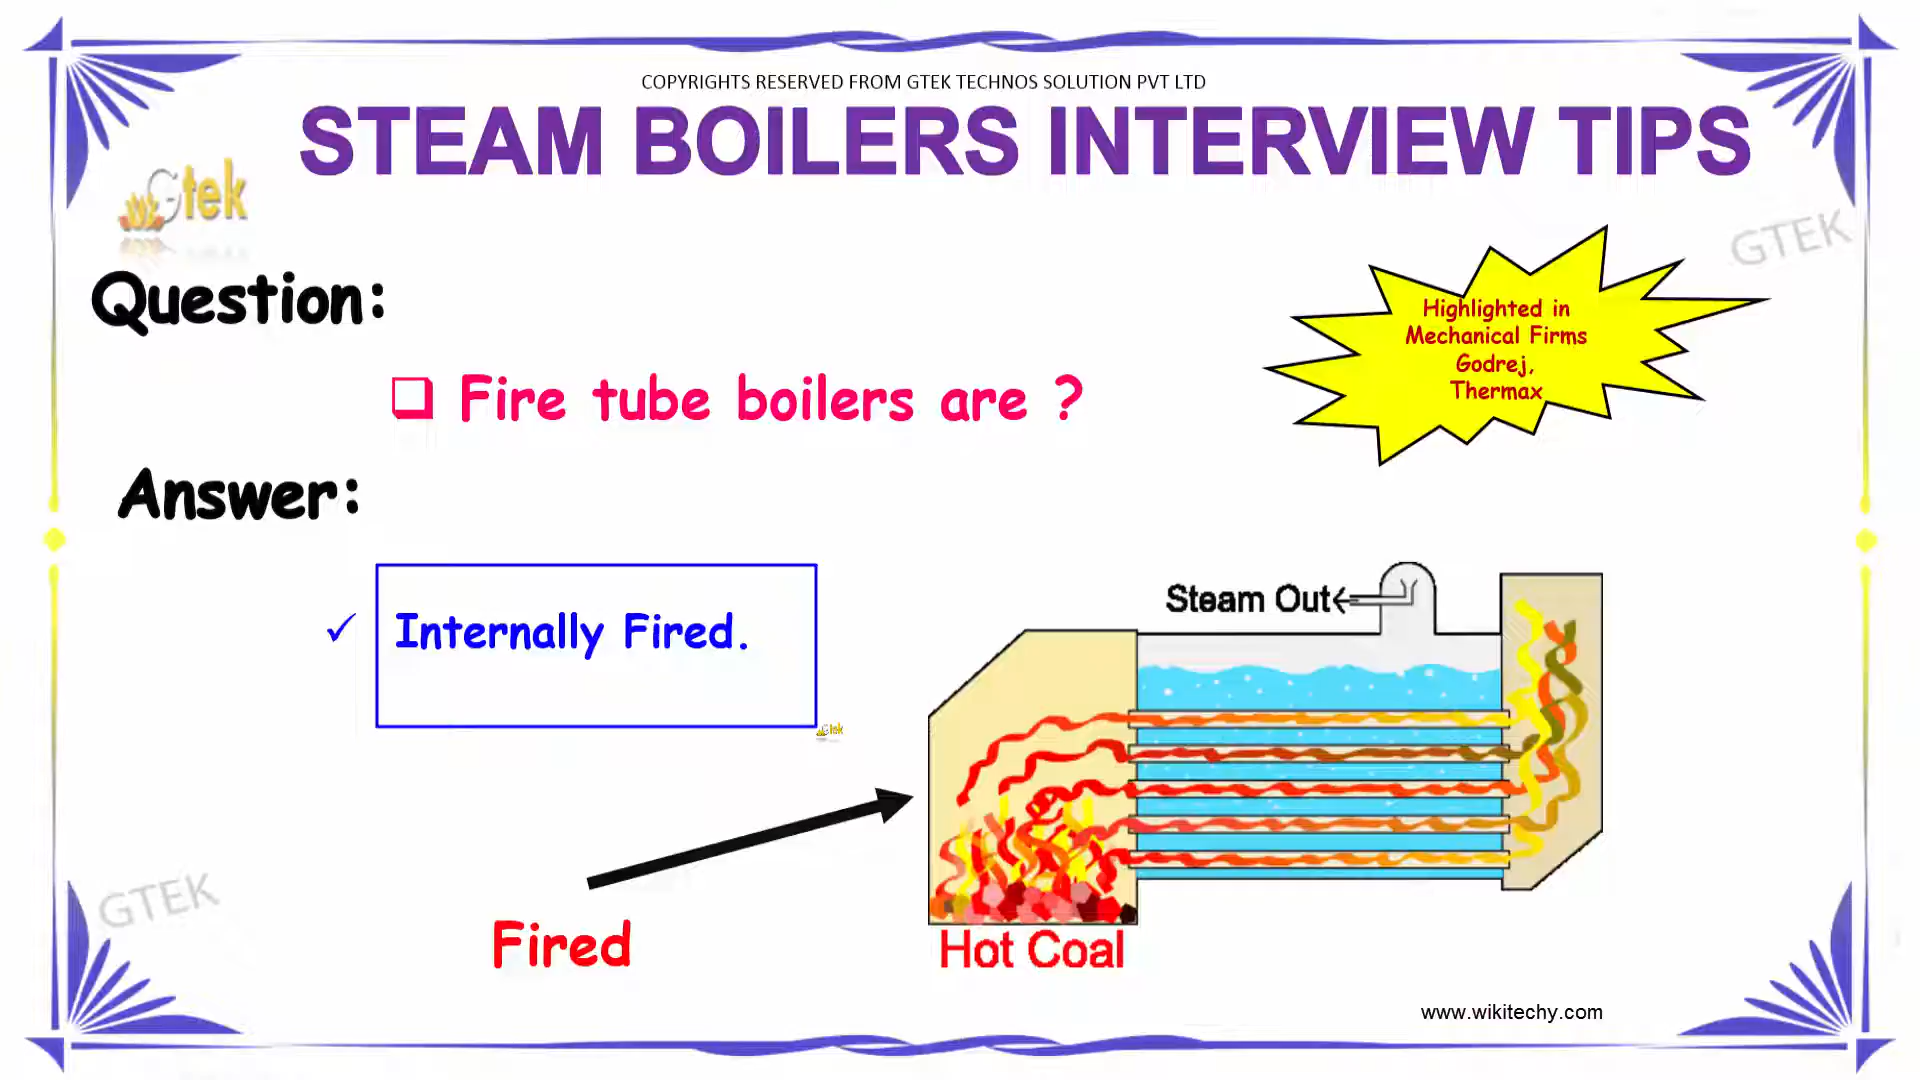 COPYRIGHTS RESERVED FROM GTEK TECHNOS SOLUTION PVT LTD
STEAM BOILERS INTERVIEW TIPS
Gtek
GTEK
Question:
Highlighted in
Mechanical Firms
Godrej,
Thermax
❑ Fire tube boilers are ?
Answer:
✓ Internally Fired.
Steam Out
Gtek
GTEK
Fired
Hot Coal
www.wikitechy.com